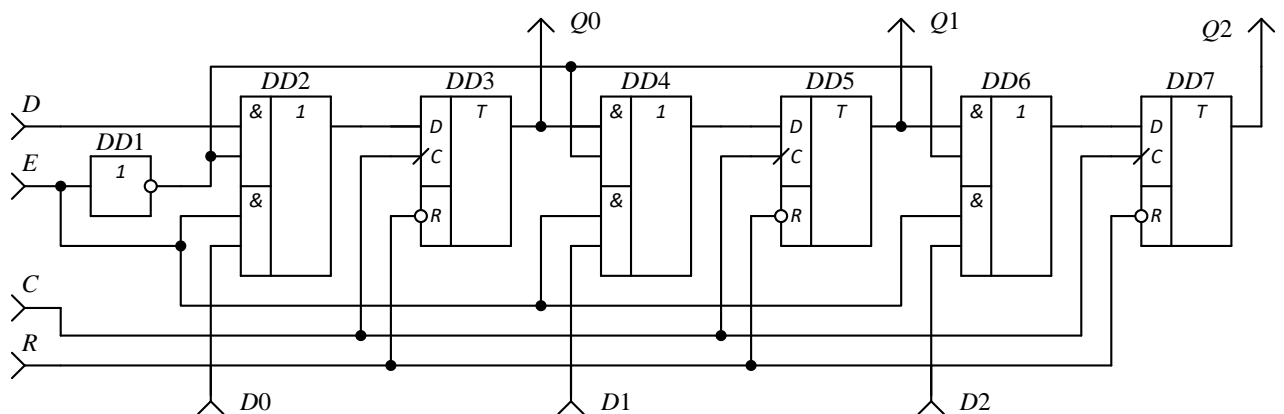 Q0 Q1 Q2
DD2 DD3 DD4 DD5 DD6 DD7
D & 1 D T & 1 D T & 1 D T
E DD1 1 C C C
& R & R & R
C
R
D0 D1 D2